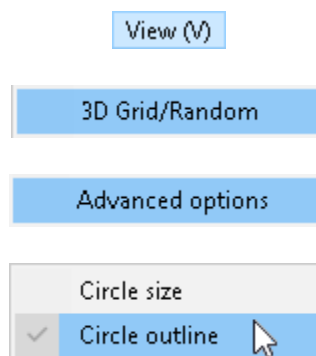 View (V)
3D Grid/Random
Advanced options
Circle size
Circle outline